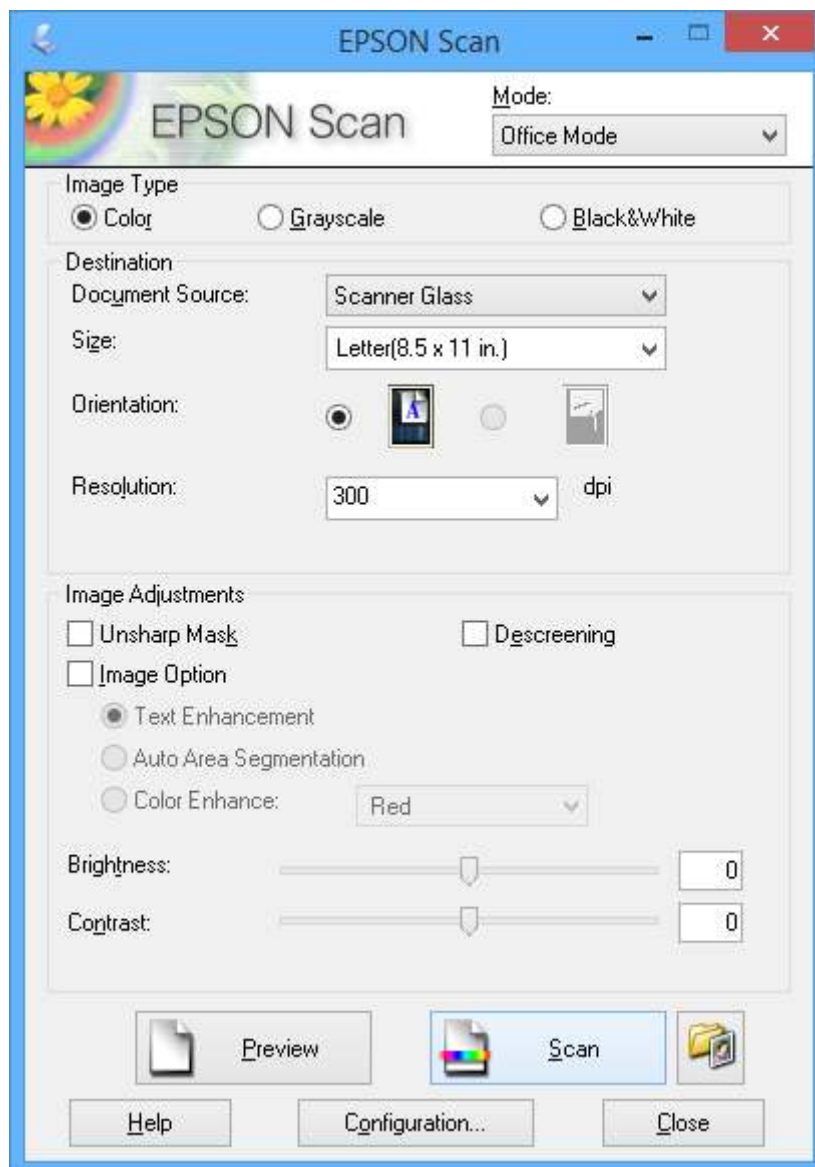 EPSON Scan
EPSON Scan
Mode:
Office Mode
Image Type
Color Grayscale Black&White
Destination
Document Source: Scanner Glass
Size: Letter(8.5 x 11 in.)
Orientation: A
Resolution: 300 dpi
Image Adjustments
Unsharp Mask Descreening
Image Option
Text Enhancement
Auto Area Segmentation
Color Enhance: Red
Brightness: 0
Contrast: 0
Preview Scan
Help Configuration... Close